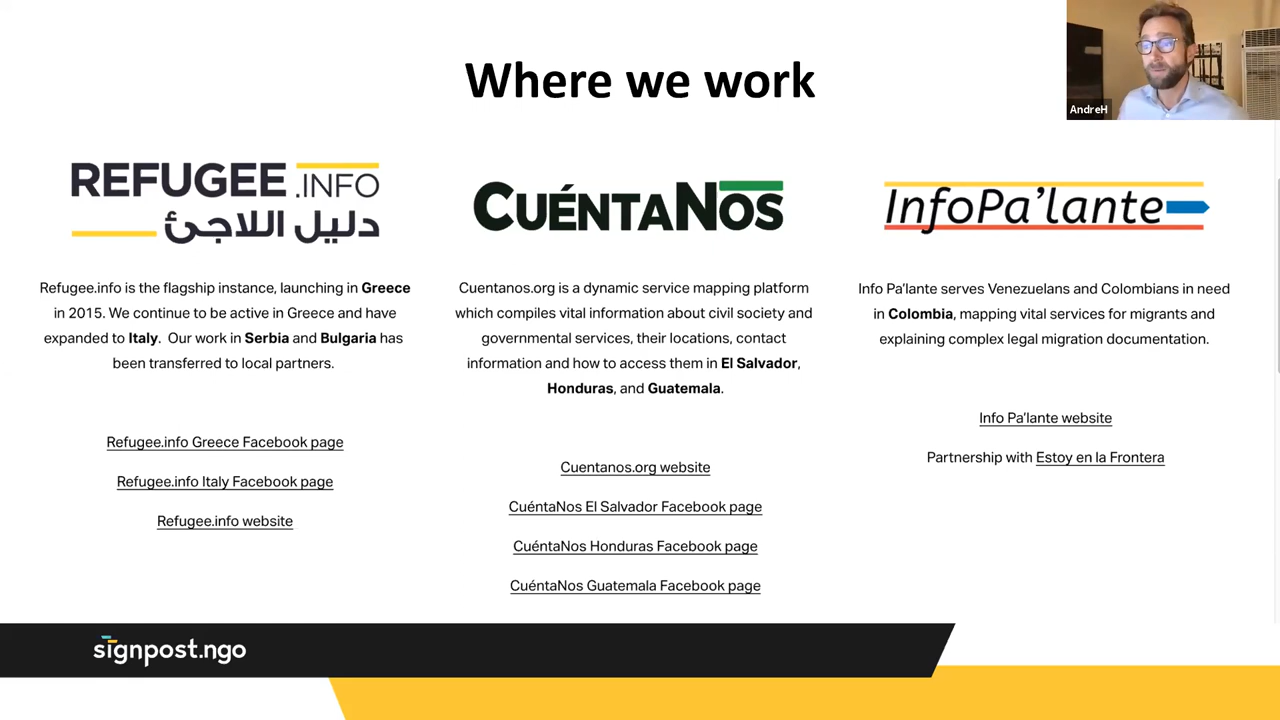 Where we work
AndreH
REFUGEE.INFO
دليل اللاجئ
Refugee.info is the flagship instance, launching in Greece
in 2015. We continue to be active in Greece and have
expanded to Italy. Our work in Serbia and Bulgaria has
been transferred to local partners.
Refugee.info Greece Facebook page
Refugee.info Italy Facebook page
Refugee.info website
CUÉNTANOS
Cuentanos.org is a dynamic service mapping platform
which compiles vital information about civil society and
governmental services, their locations, contact
information and how to access them in El Salvador,
Honduras, and Guatemala.
Cuentanos.org website
CuéntaNos El Salvador Facebook page
CuéntaNos Honduras Facebook page
CuéntaNos Guatemala Facebook page
InfoPa'lante
Info Pa'lante serves Venezuelans and Colombians in need
in Colombia, mapping vital services for migrants and
explaining complex legal migration documentation.
Info Pa'lante website
Partnership with Estoy en la Frontera
signpost.ngo